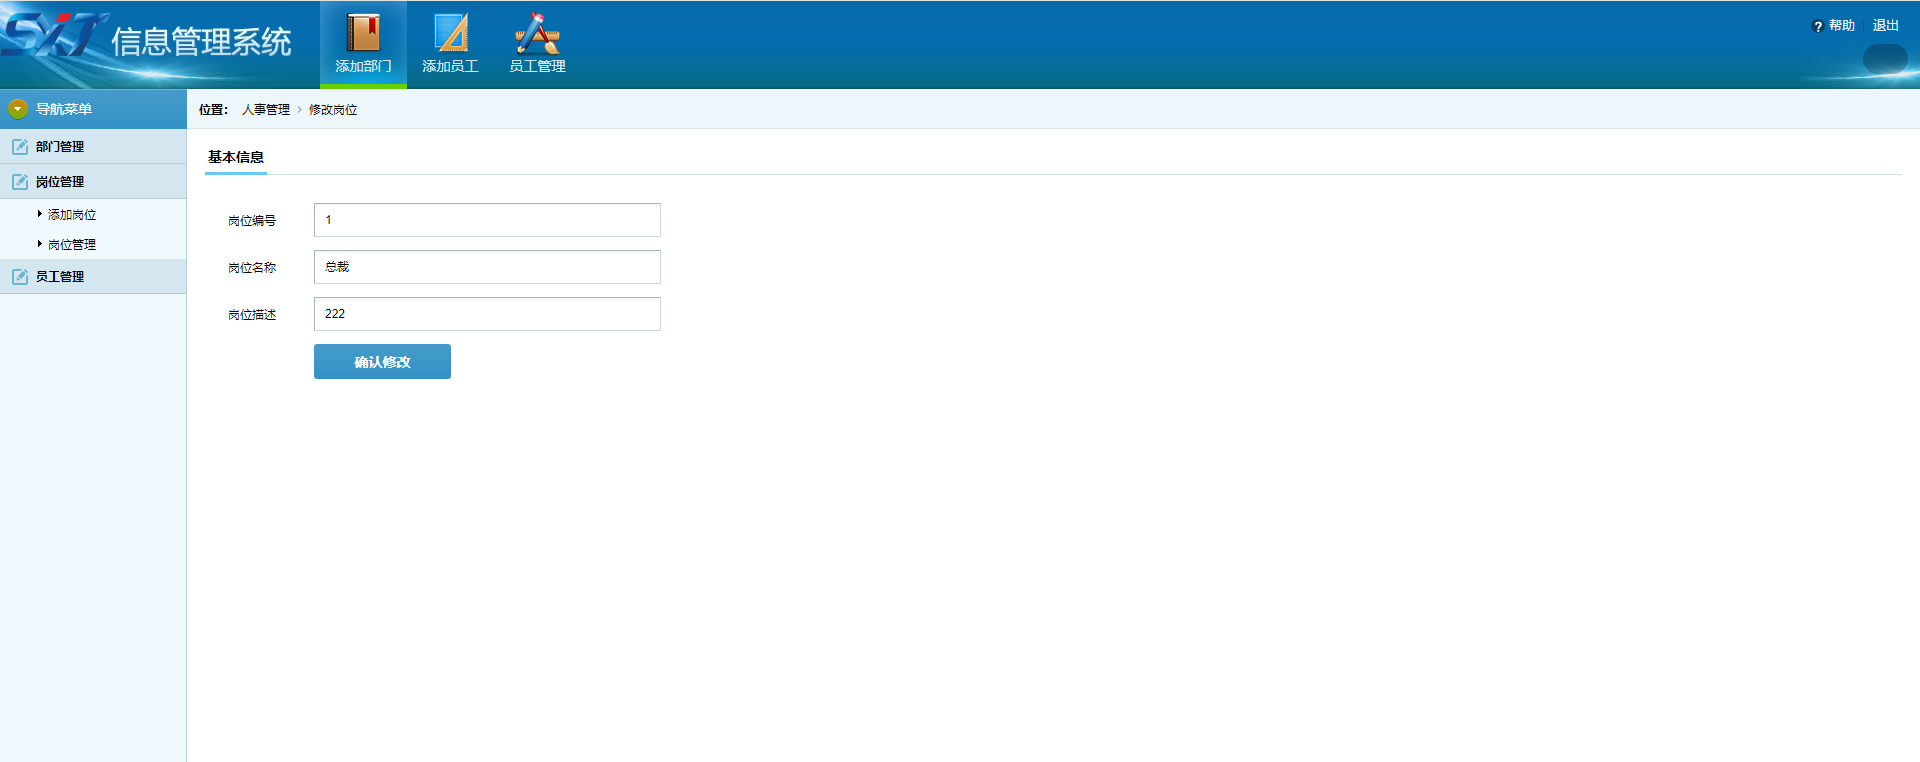 SXT 信息管理系统
添加部门 添加员工 员工管理
? 帮助 退出
导航菜单
部门管理
岗位管理
添加岗位
岗位管理
员工管理
位置： 人事管理 > 修改岗位
基本信息
岗位编号 1
岗位名称 总裁
岗位描述 222
确认修改